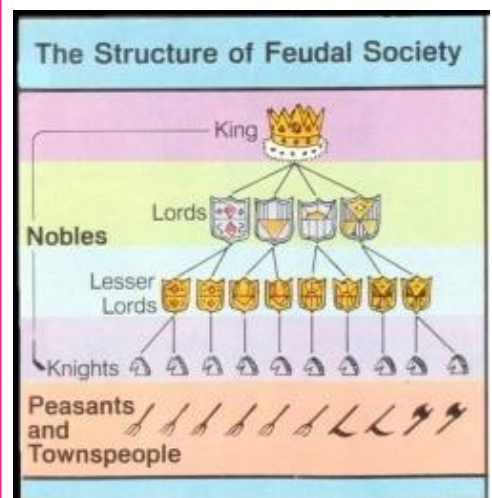 The Structure of Feudal Society
King
Lords
Nobles
Lesser
Lords
Knights
Peasants
and
Townspeople